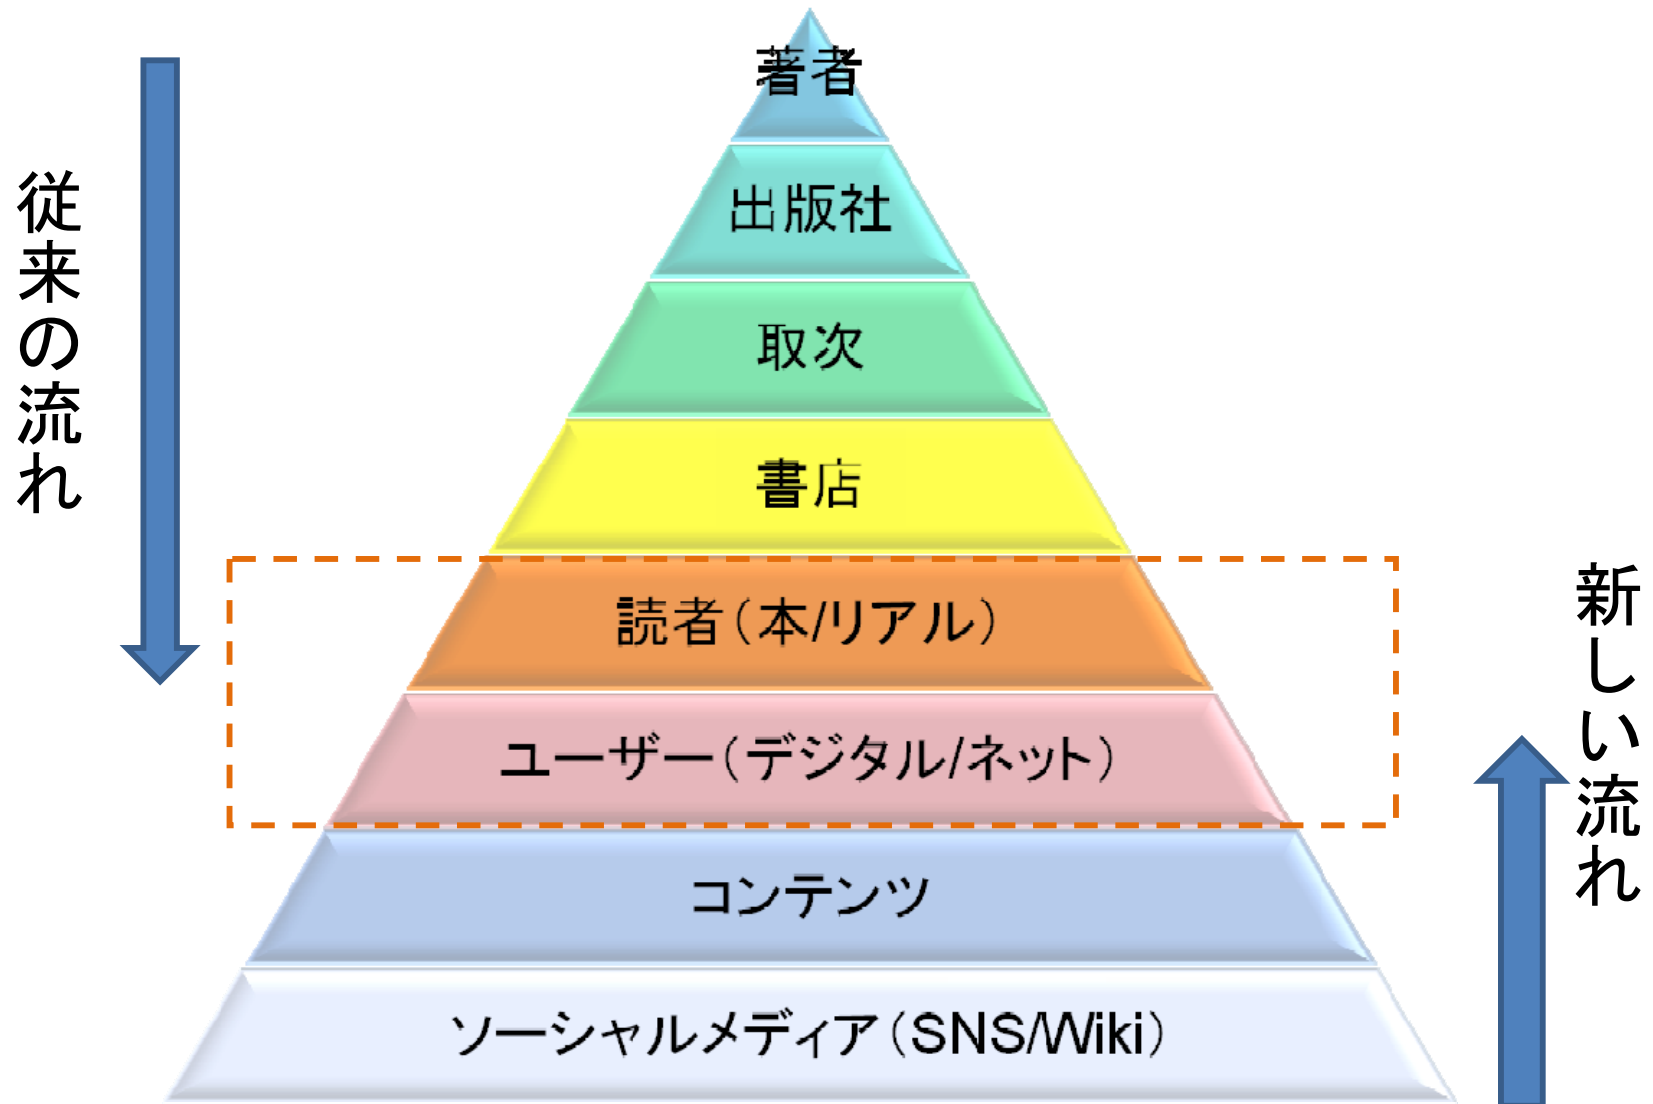 著者
出版社
取次
書店
読者（本/リアル）
ユーザー（デジタル/ネット）
コンテンツ
ソーシャルメディア（SNS/Wiki）
従来の流れ
新しい流れ